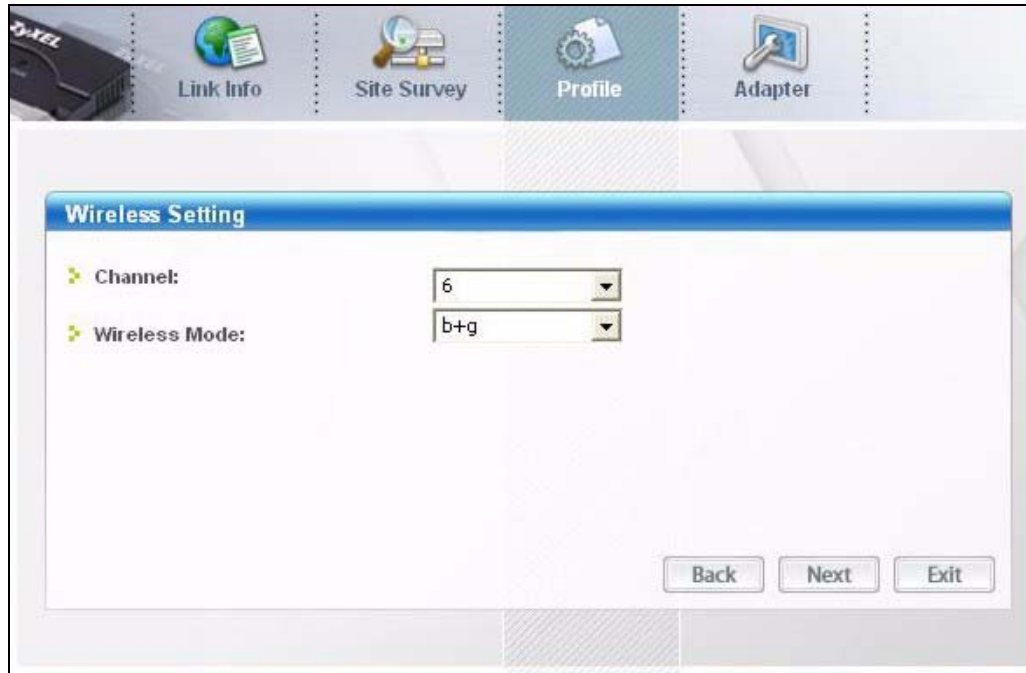 ZyXEL
Link Info
Site Survey
Profile
Adapter
Wireless Setting
Channel:
6
Wireless Mode:
b+g
Back
Next
Exit